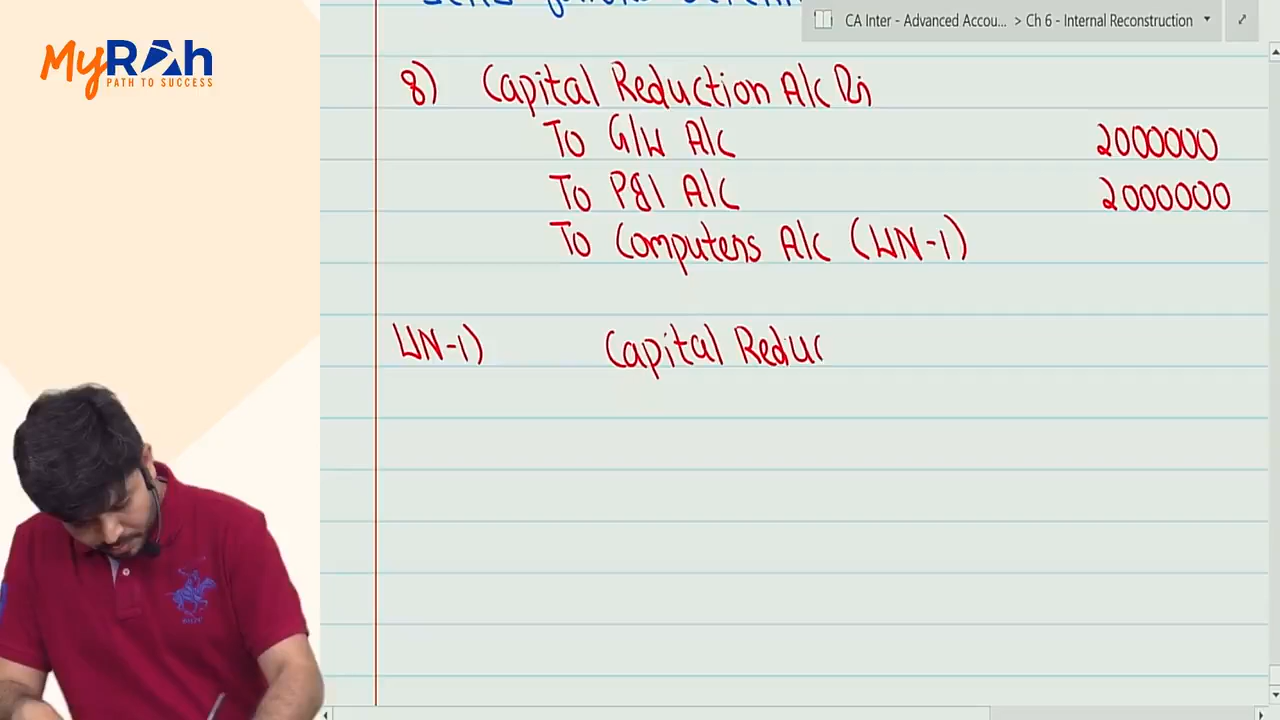 MyRAh
PATH TO SUCCESS
CA Inter - Advanced Accou... > Ch 6 - Internal Reconstruction
8) Capital Reduction A/c Dr
To G/W A/c 2000000
To P&L A/c 2000000
To Computers A/c (WN-1)
WN-1) Capital Reduc